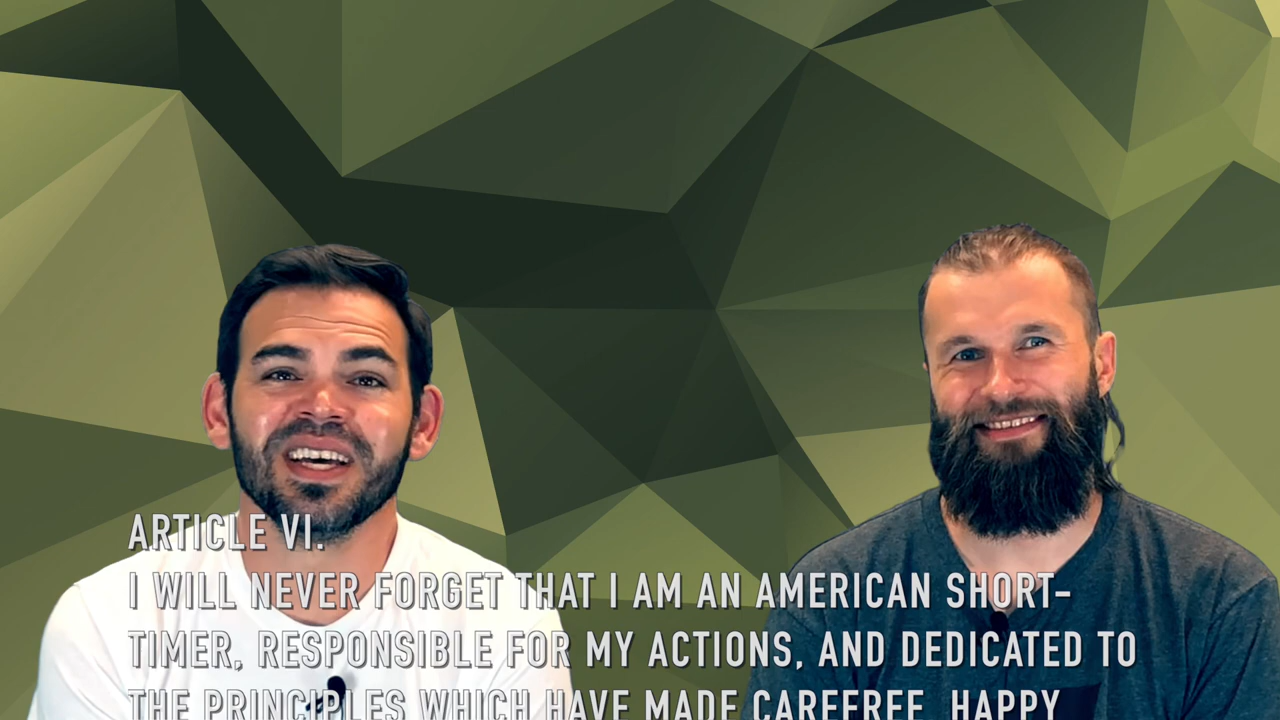 ARTICLE VI.
I WILL NEVER FORGET THAT I AM AN AMERICAN SHORT-
TIMER, RESPONSIBLE FOR MY ACTIONS, AND DEDICATED TO
THE PRINCIPLES WHICH HAVE MADE CAREFREE, HAPPY